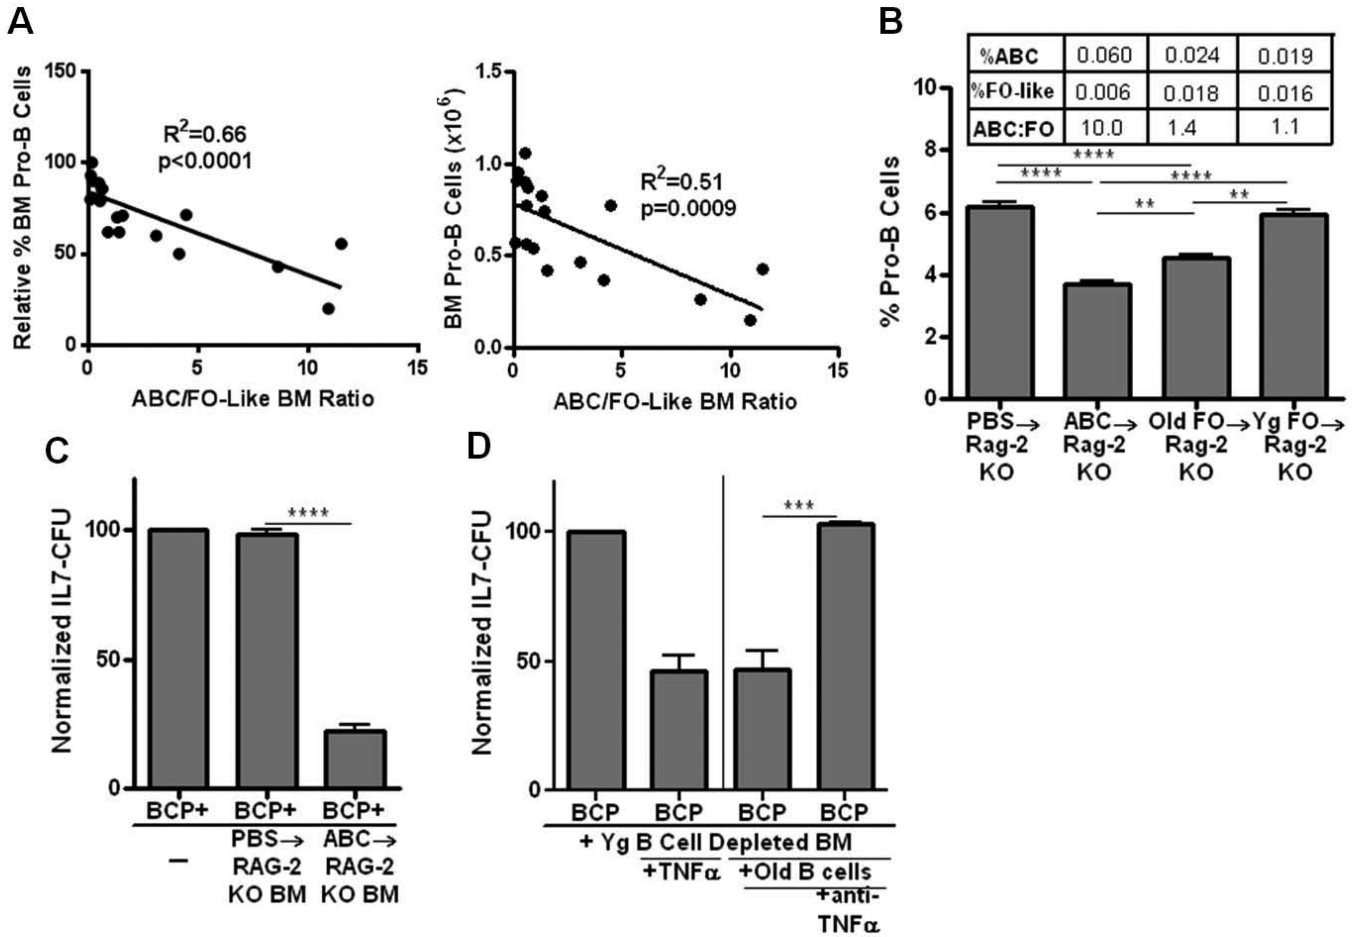 A
Relative % BM Pro-B Cells
150
100
50
0
R²=0.66
p<0.0001
0 5 10 15
ABC/FO-Like BM Ratio
BM Pro-B Cells (x10⁶)
1.5
1.0
0.5
0.0
R²=0.51
p=0.0009
0 5 10 15
ABC/FO-Like BM Ratio
B
%ABC 0.060 0.024 0.019
%FO-like 0.006 0.018 0.016
ABC:FO 10.0 1.4 1.1
% Pro-B Cells
10
8
6
4
2
0
****
**** ****
** **
PBS→ ABC→ Old FO→ Yg FO→
Rag-2 Rag-2 Rag-2 Rag-2
KO KO KO KO
C
Normalized IL7-CFU
100
50
0
****
BCP+ BCP+ BCP+
– PBS→ ABC→
RAG-2 RAG-2
KO BM KO BM
D
Normalized IL7-CFU
100
50
0
***
BCP BCP BCP BCP
+ Yg B Cell Depleted BM
+TNFα +Old B cells
+anti-
TNFα